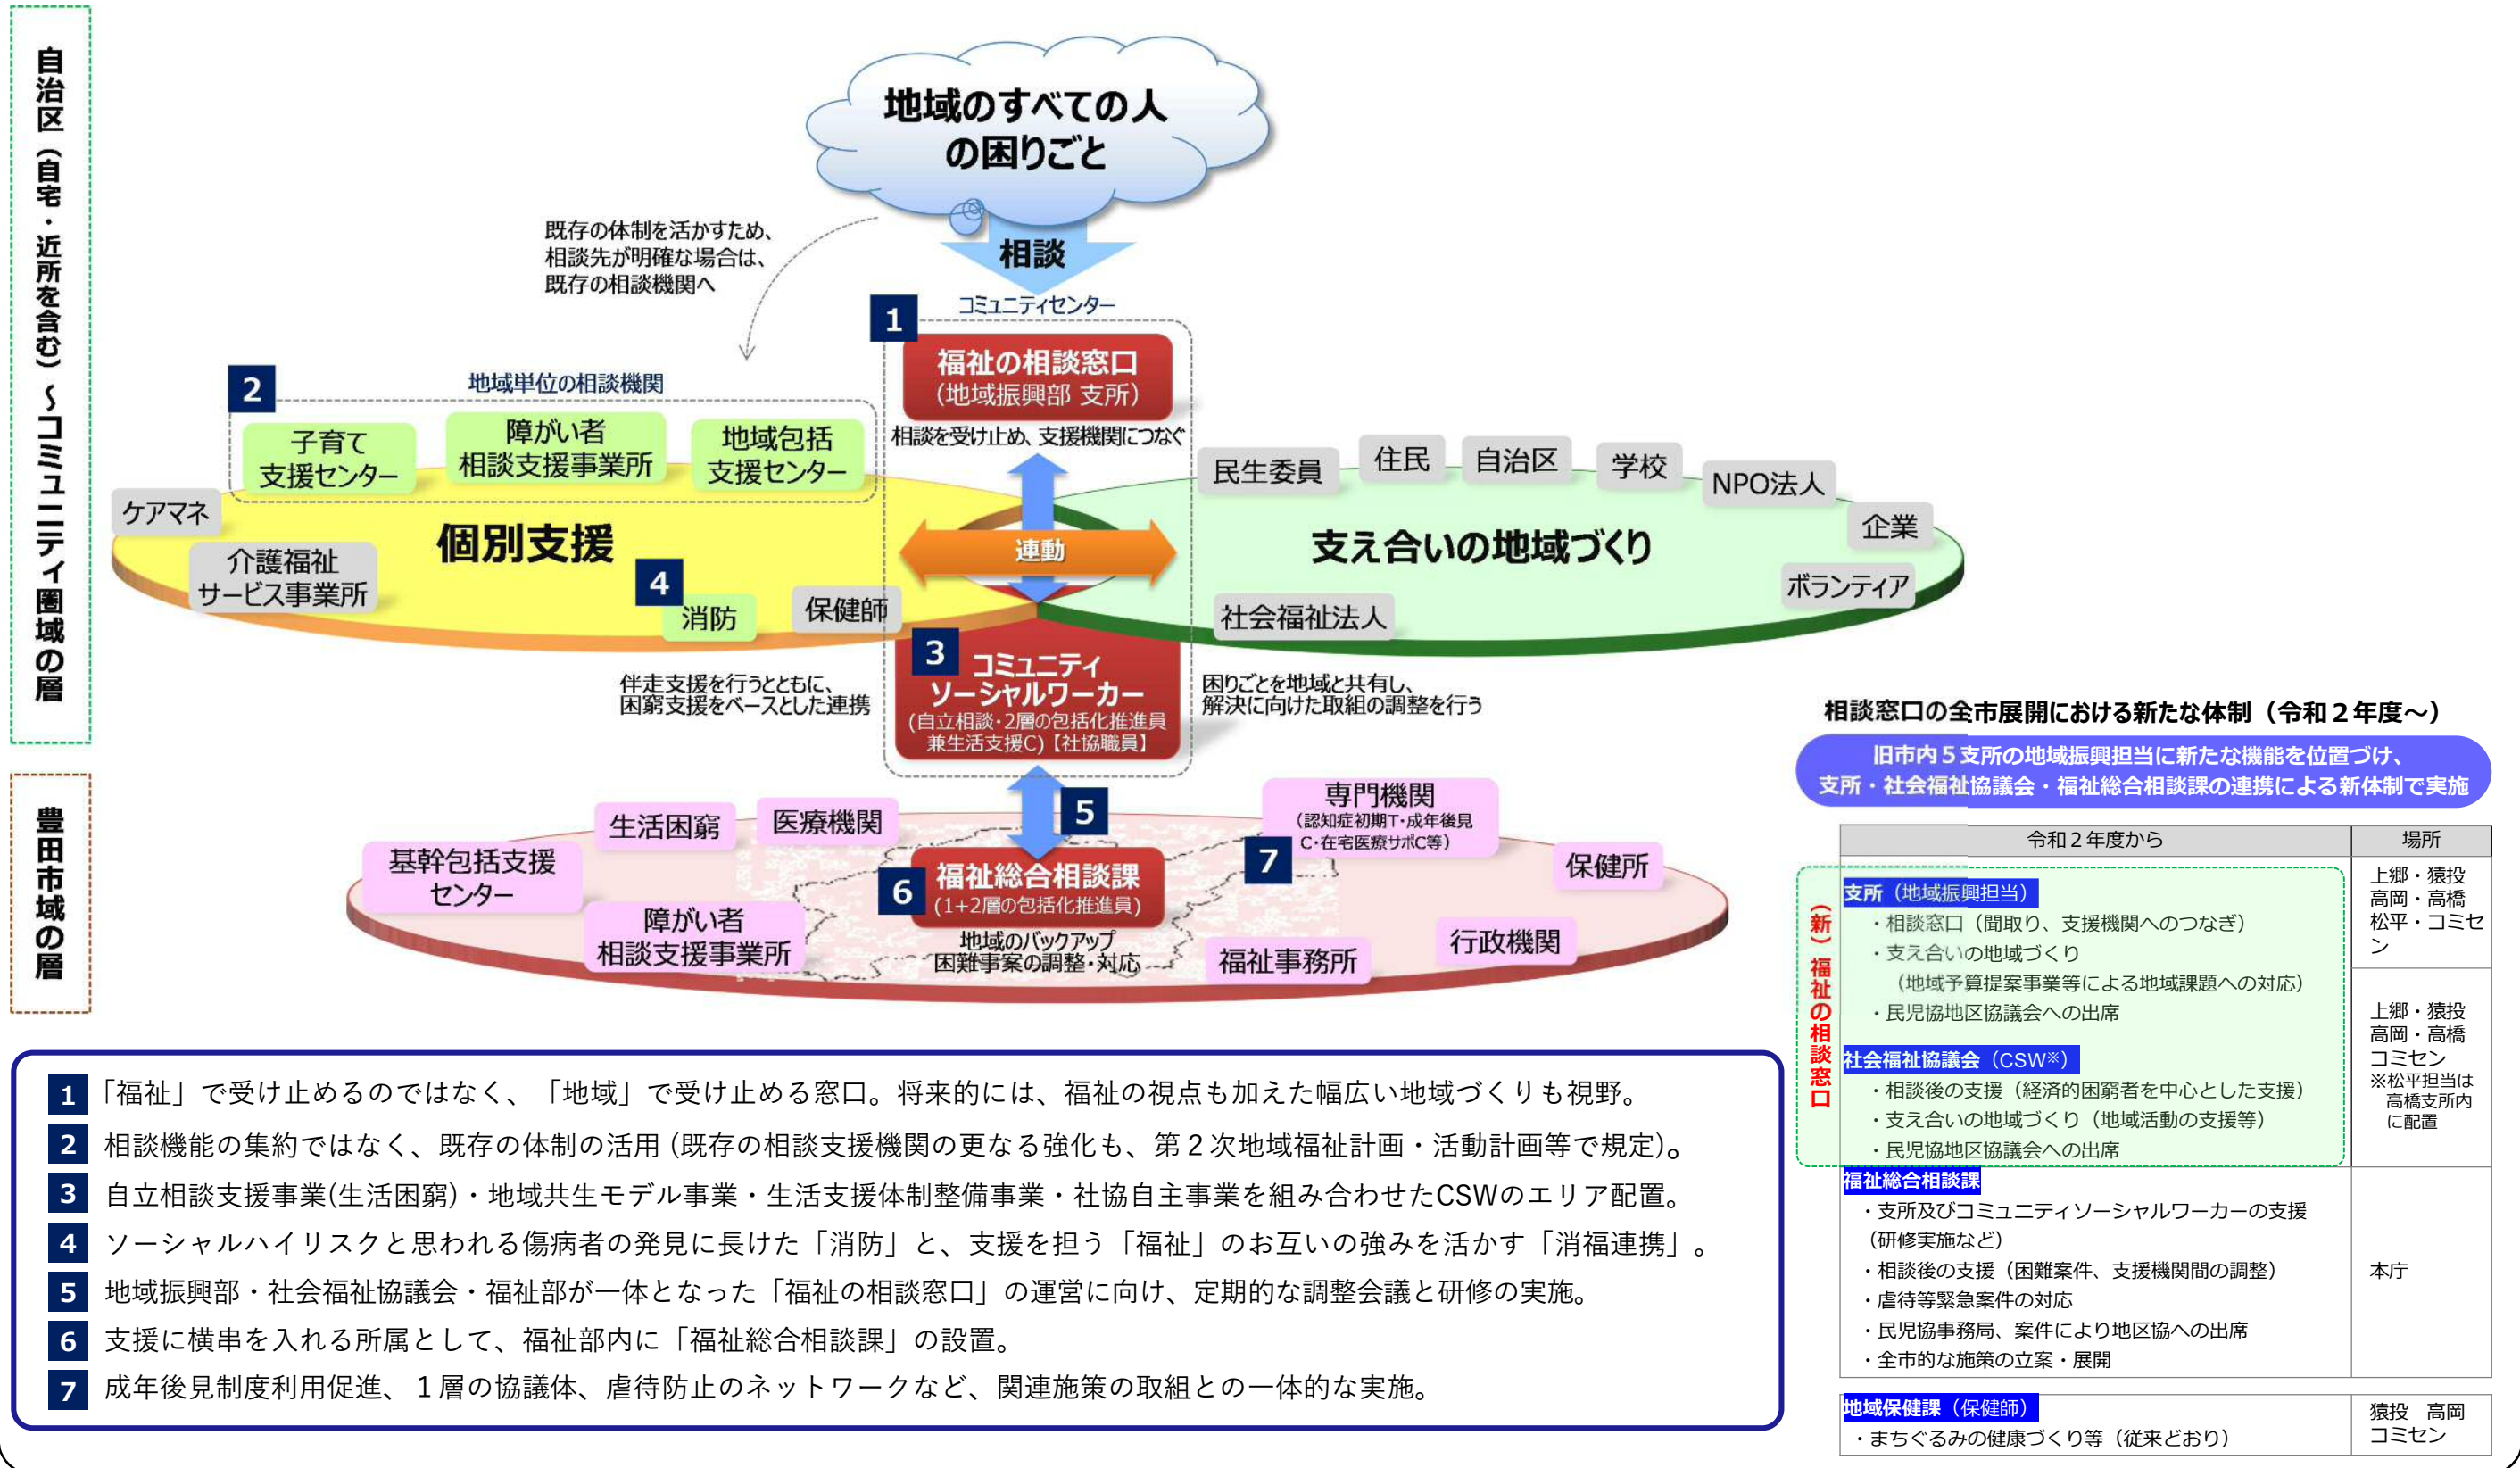 自治区（自宅・近所を含む）～コミュニティ圏域の層
豊田市域の層
地域のすべての人
の困りごと
相談
既存の体制を活かすため、
相談先が明確な場合は、
既存の相談機関へ
コミュニティセンター
1
福祉の相談窓口
（地域振興部 支所）
相談を受け止め、支援機関につなぐ
2
地域単位の相談機関
子育て
支援センター
障がい者
相談支援事業所
地域包括
支援センター
ケアマネ
介護福祉
サービス事業所
個別支援
4
消防
保健師
連動
民生委員
住民
自治区
学校
NPO法人
企業
ボランティア
社会福祉法人
支え合いの地域づくり
3
コミュニティ
ソーシャルワーカー
(自立相談・2層の包括化推進員
兼生活支援C)【社協職員】
伴走支援を行うとともに、
困窮支援をベースとした連携
困りごとを地域と共有し、
解決に向けた取組の調整を行う
5
生活困窮
医療機関
基幹包括支援
センター
障がい者
相談支援事業所
6
福祉総合相談課
(1+2層の包括化推進員)
地域のバックアップ
困難事案の調整・対応
7
専門機関
（認知症初期T・成年後見
C・在宅医療サポC等）
保健所
行政機関
福祉事務所
1 「福祉」で受け止めるのではなく、「地域」で受け止める窓口。将来的には、福祉の視点も加えた幅広い地域づくりも視野。
2 相談機能の集約ではなく、既存の体制の活用 (既存の相談支援機関の更なる強化も、第２次地域福祉計画・活動計画等で規定)。
3 自立相談支援事業(生活困窮)・地域共生モデル事業・生活支援体制整備事業・社協自主事業を組み合わせたCSWのエリア配置。
4 ソーシャルハイリスクと思われる傷病者の発見に長けた「消防」と、支援を担う「福祉」のお互いの強みを活かす「消福連携」。
5 地域振興部・社会福祉協議会・福祉部が一体となった「福祉の相談窓口」の運営に向け、定期的な調整会議と研修の実施。
6 支援に横串を入れる所属として、福祉部内に「福祉総合相談課」の設置。
7 成年後見制度利用促進、１層の協議体、虐待防止のネットワークなど、関連施策の取組との一体的な実施。
相談窓口の全市展開における新たな体制（令和２年度～）
旧市内５支所の地域振興担当に新たな機能を位置づけ、
支所・社会福祉協議会・福祉総合相談課の連携による新体制で実施
令和２年度から
場所
（新）福祉の相談窓口
支所（地域振興担当）
・相談窓口（聞取り、支援機関へのつなぎ）
・支え合いの地域づくり
（地域予算提案事業等による地域課題への対応）
・民児協地区協議会への出席
上郷・猿投
高岡・高橋
松平・コミセ
ン
社会福祉協議会（CSW※）
・相談後の支援（経済的困窮者を中心とした支援）
・支え合いの地域づくり（地域活動の支援等）
・民児協地区協議会への出席
上郷・猿投
高岡・高橋
コミセン
※松平担当は
高橋支所内
に配置
福祉総合相談課
・支所及びコミュニティソーシャルワーカーの支援
（研修実施など）
・相談後の支援（困難案件、支援機関間の調整）
・虐待等緊急案件の対応
・民児協事務局、案件により地区協への出席
・全市的な施策の立案・展開
本庁
地域保健課（保健師）
・まちぐるみの健康づくり等（従来どおり）
猿投　高岡
コミセン